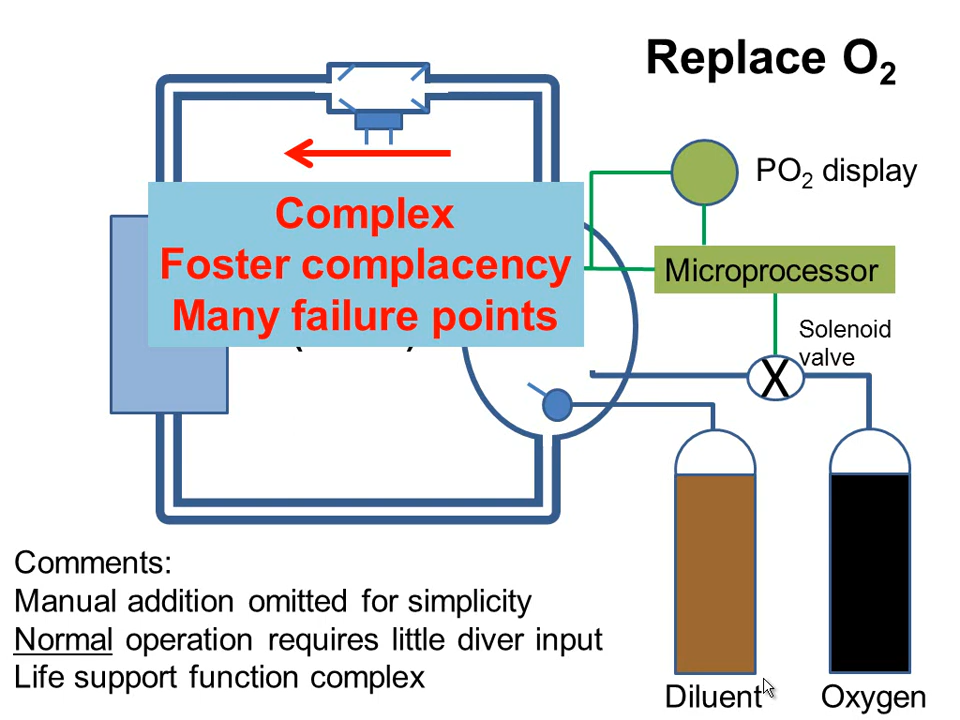 Replace O₂
PO₂ display
Complex
Foster complacency
Many failure points
Microprocessor
Solenoid
valve
X
Comments:
Manual addition omitted for simplicity
Normal operation requires little diver input
Life support function complex
Diluent
Oxygen